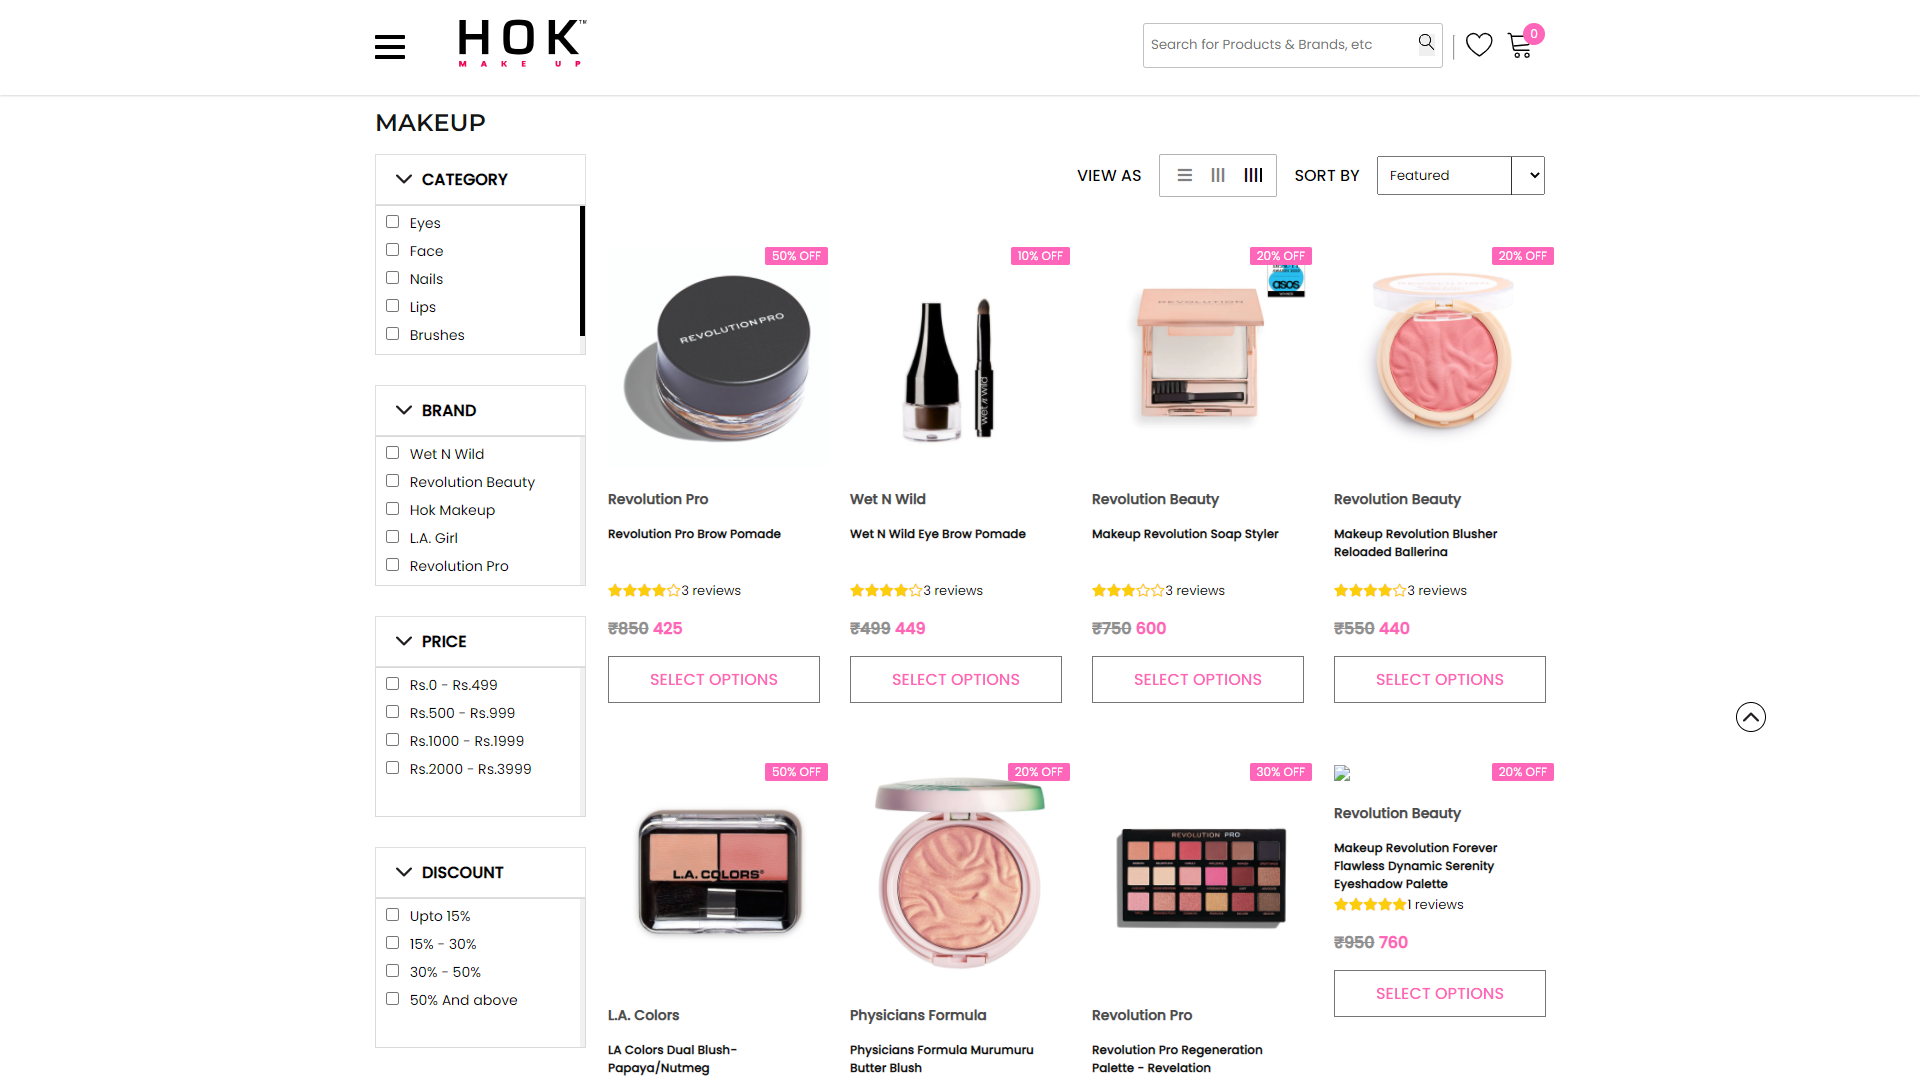 HOK™
MAKE UP
Search for Products & Brands, etc
0
MAKEUP
CATEGORY
Eyes
Face
Nails
Lips
Brushes
BRAND
Wet N Wild
Revolution Beauty
Hok Makeup
L.A. Girl
Revolution Pro
PRICE
Rs.0 - Rs.499
Rs.500 - Rs.999
Rs.1000 - Rs.1999
Rs.2000 - Rs.3999
DISCOUNT
Upto 15%
15% - 30%
30% - 50%
50% And above
VIEW AS
SORT BY
Featured
50% OFF
REVOLUTION PRO
Revolution Pro
Revolution Pro Brow Pomade
3 reviews
₹850 425
SELECT OPTIONS
10% OFF
wet n wild
Wet N Wild
Wet N Wild Eye Brow Pomade
3 reviews
₹499 449
SELECT OPTIONS
20% OFF
asos
REVOLUTION
Revolution Beauty
Makeup Revolution Soap Styler
3 reviews
₹750 600
SELECT OPTIONS
20% OFF
REVOLUTION
Revolution Beauty
Makeup Revolution Blusher
Reloaded Ballerina
3 reviews
₹550 440
SELECT OPTIONS
50% OFF
L.A. COLORS®
L.A. Colors
LA Colors Dual Blush-
Papaya/Nutmeg
20% OFF
Physicians Formula
Physicians Formula Murumuru
Butter Blush
30% OFF
REVOLUTION PRO
Revolution Pro
Revolution Pro Regeneration
Palette - Revelation
20% OFF
Revolution Beauty
Makeup Revolution Forever
Flawless Dynamic Serenity
Eyeshadow Palette
1 reviews
₹950 760
SELECT OPTIONS